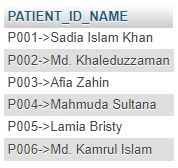 PATIENT_ID_NAME
P001->Sadia Islam Khan
P002->Md. Khaleduzzaman
P003->Afia Zahin
P004->Mahmuda Sultana
P005->Lamia Bristy
P006->Md. Kamrul Islam